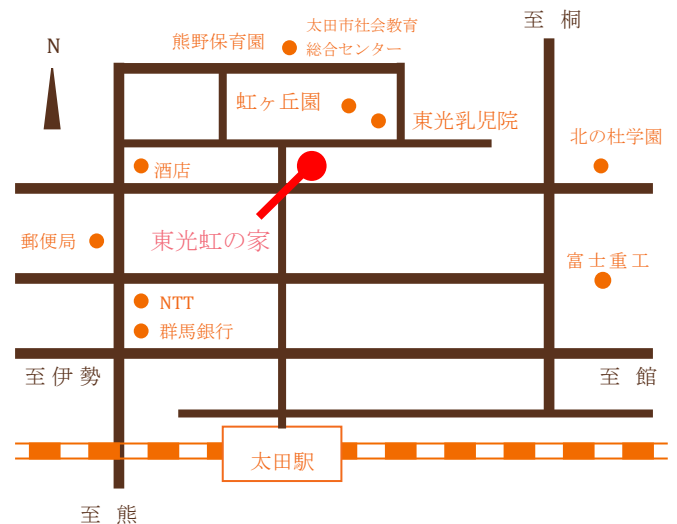 至 桐
太田市社会教育
総合センター
熊野保育園
N
虹ヶ丘園
東光乳児院
北の杜学園
酒店
郵便局
東光虹の家
富士重工
NTT
群馬銀行
至伊勢
至 館
太田駅
至 熊